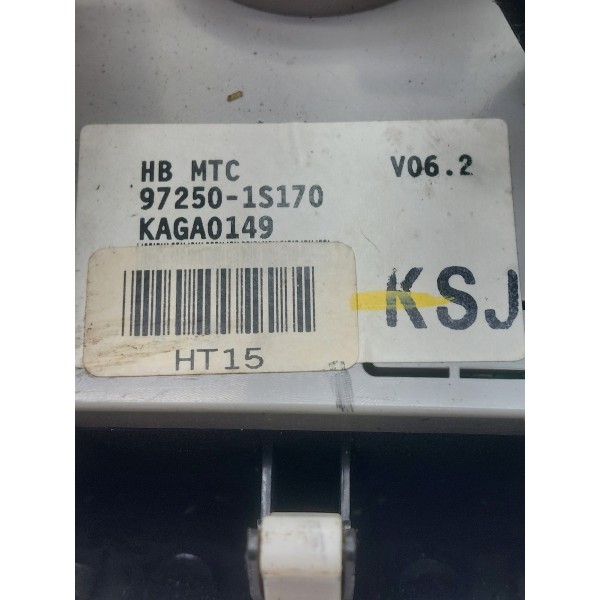 HB MTC V06.2
97250-1S170
KAGA0149
KSJ
HT15